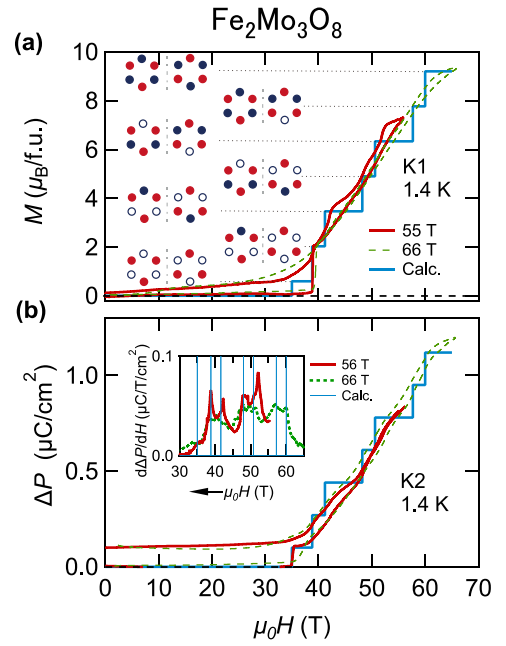 Fe₂Mo₃O₈
(a)
10
8
6
4
2
0
M (μB/f.u.)
K1
1.4 K
55 T
66 T
Calc.
(b)
1.0
0.5
0.0
ΔP (μC/cm²)
0.1
0.0
dΔP/dH (μC/T/cm²)
30 40 50 60
μ₀H (T)
56 T
66 T
Calc.
K2
1.4 K
0 10 20 30 40 50 60 70
μ₀H (T)